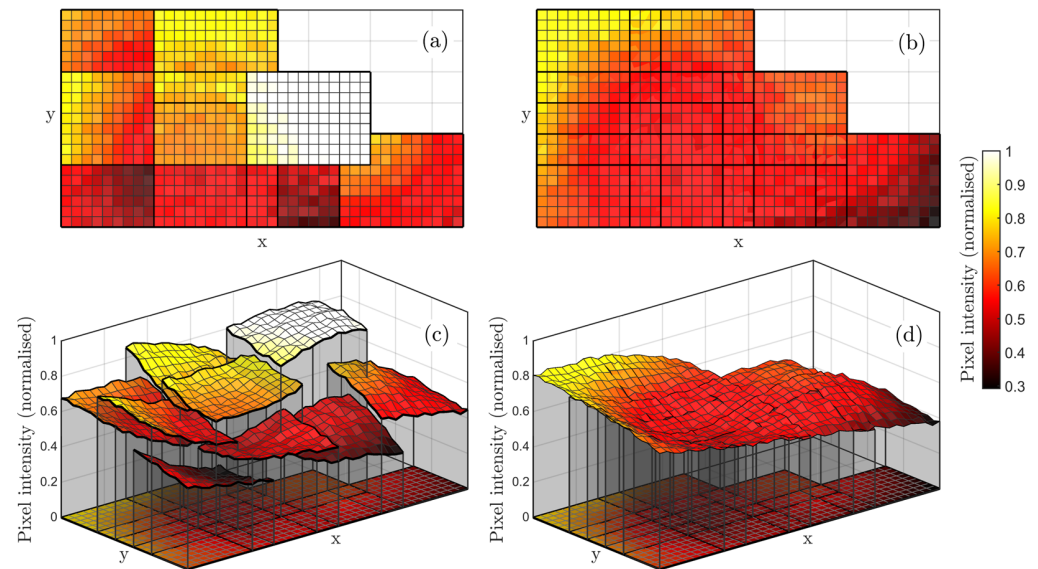 (a)
y
x
(b)
x
1
0.9
0.8
0.7
0.6
0.5
0.4
0.3
Pixel intensity (normalised)
(c)
1
0.8
0.6
0.4
0.2
0
Pixel intensity (normalised)
y
x
(d)
1
0.8
0.6
0.4
0.2
0
Pixel intensity (normalised)
y
x